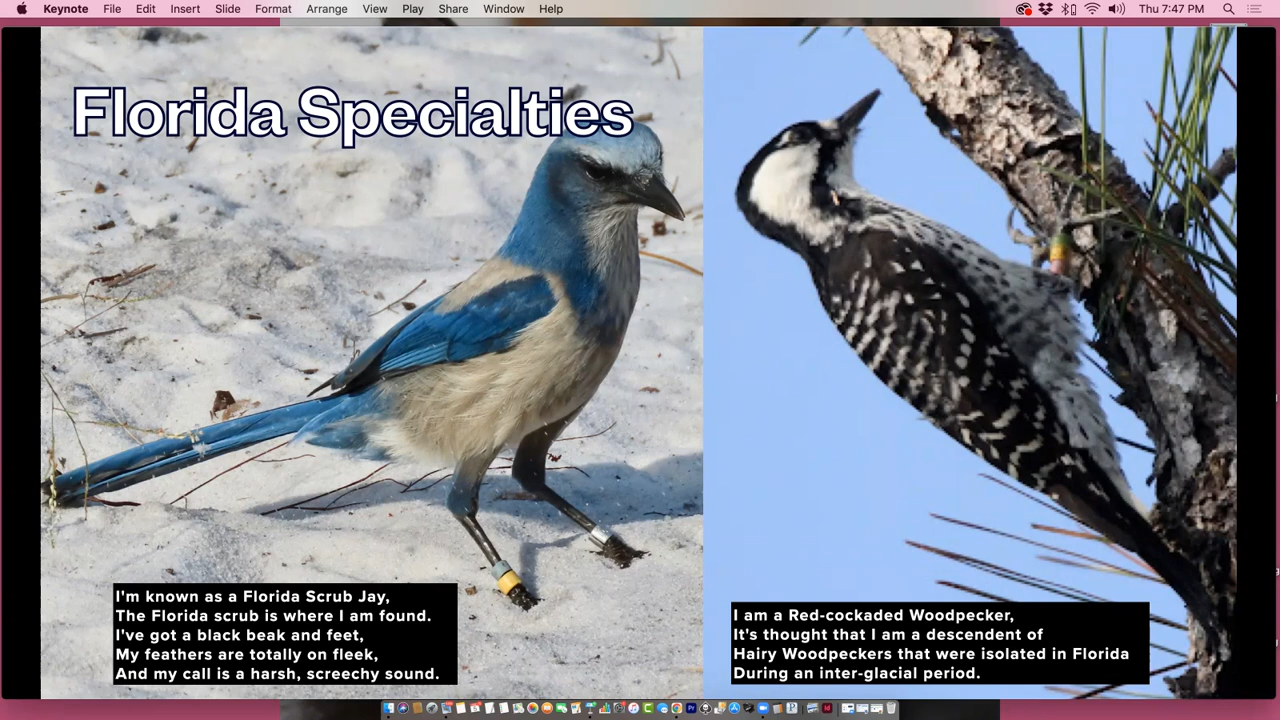 Keynote File Edit Insert Slide Format Arrange View Play Share Window Help Thu 7:47 PM
Florida Specialties
I'm known as a Florida Scrub Jay,
The Florida scrub is where I am found.
I've got a black beak and feet,
My feathers are totally on fleek,
And my call is a harsh, screechy sound.
I am a Red-cockaded Woodpecker,
It's thought that I am a descendent of
Hairy Woodpeckers that were isolated in Florida
During an inter-glacial period.